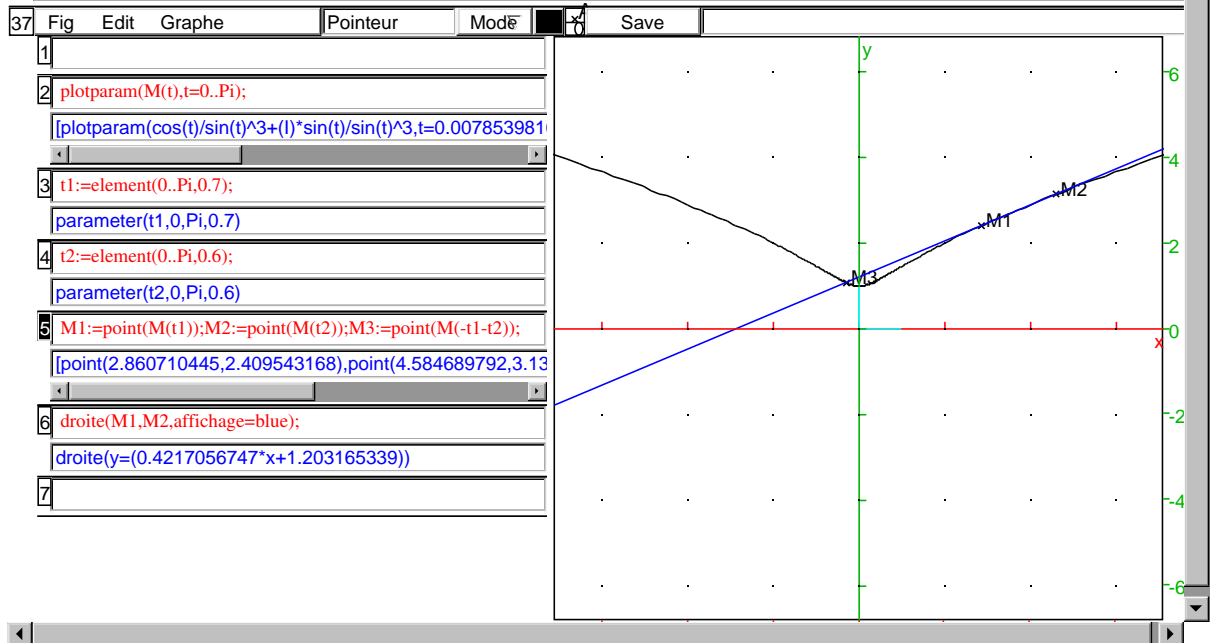 37 Fig Edit Graphe Pointeur Mode Save
1
2 plotparam(M(t),t=0..Pi);
[plotparam(cos(t)/sin(t)^3+(I)*sin(t)/sin(t)^3,t=0.007853981
3 t1:=element(0..Pi,0.7);
parameter(t1,0,Pi,0.7)
4 t2:=element(0..Pi,0.6);
parameter(t2,0,Pi,0.6)
5 M1:=point(M(t1));M2:=point(M(t2));M3:=point(M(-t1-t2));
[point(2.860710445,2.409543168),point(4.584689792,3.13
6 droite(M1,M2,affichage=blue);
droite(y=(0.4217056747*x+1.203165339))
7
y
6
4
M2
M1
2
M3
0
x
-2
-4
-6